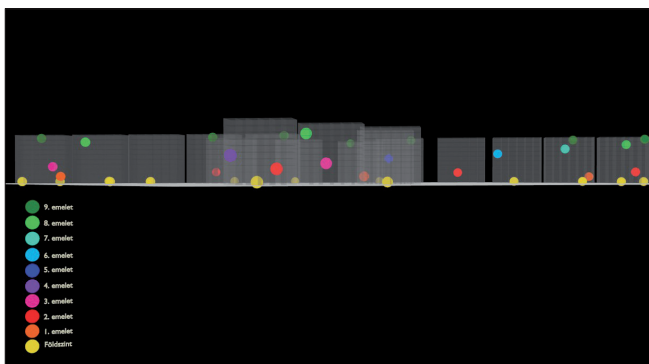 9. emelet
8. emelet
7. emelet
6. emelet
5. emelet
4. emelet
3. emelet
2. emelet
1. emelet
Földszint